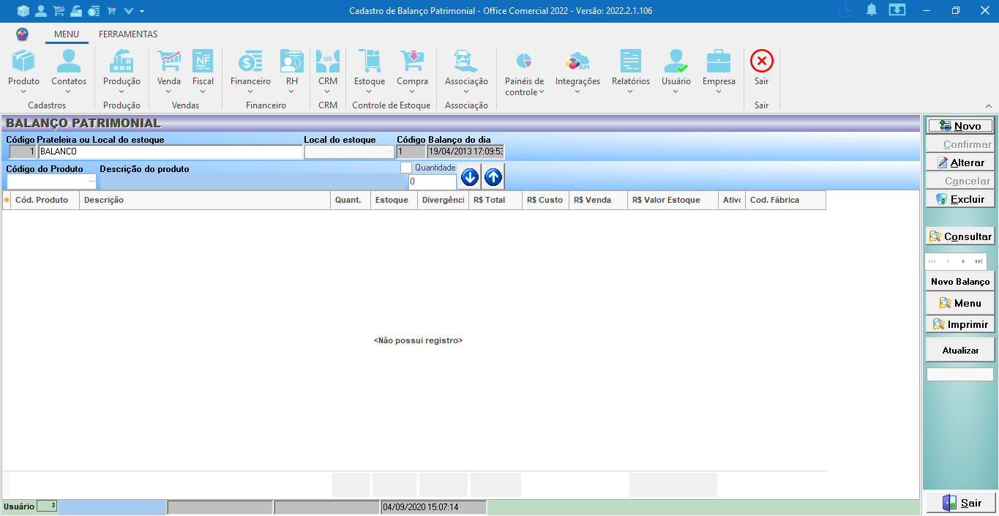 Cadastro de Balanço Patrimonial - Office Comercial 2022 - Versão: 2022.2.1.106
MENU FERRAMENTAS
Produto Contatos Produção Venda Fiscal Financeiro RH CRM Estoque Compra Associação Painéis de controle Integrações Relatórios Usuário Empresa Sair
NF
API
Cadastros Produção Vendas Financeiro CRM Controle de Estoque Associação Sair
BALANÇO PATRIMONIAL
Código Prateleira ou Local do estoque Local do estoque Código Balanço do dia
1 BALANCO 1 19/04/2013 17:09:53
Código do Produto Descrição do produto Quantidade
... 0
Cód. Produto Descrição Quant. Estoque Divergênci R$ Total R$ Custo R$ Venda R$ Valor Estoque Ativo Cod. Fábrica
<Não possui registro>
Novo
Confirmar
Alterar
Cancelar
Excluir
Consultar
Novo Balanço
Menu
Imprimir
Atualizar
Usuário 3 04/09/2020 15:07:14
Sair